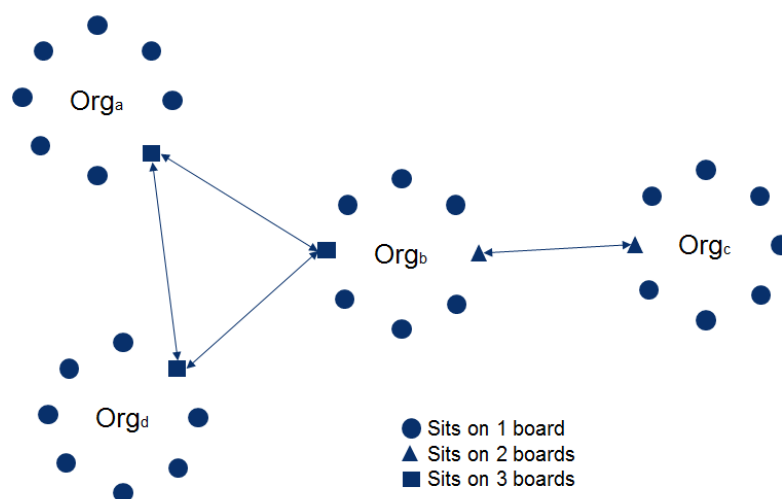 Orga
Orgb
Orgc
Orgd
Sits on 1 board
Sits on 2 boards
Sits on 3 boards